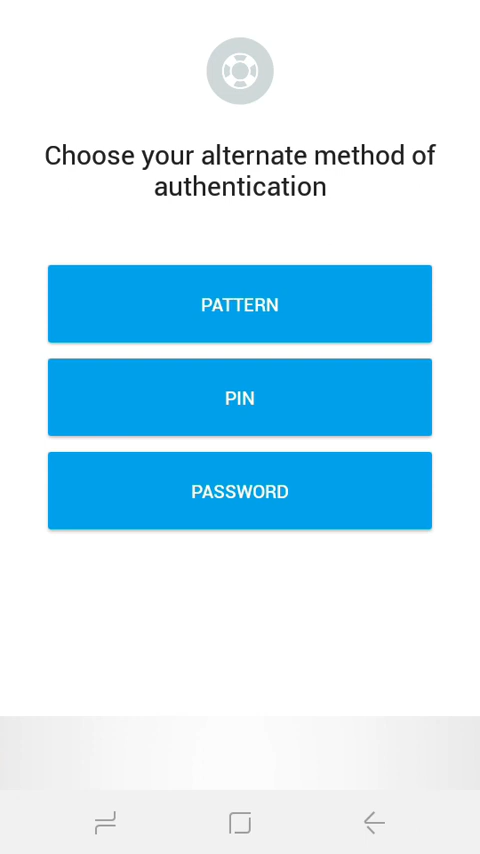 Choose your alternate method of
authentication
PATTERN
PIN
PASSWORD